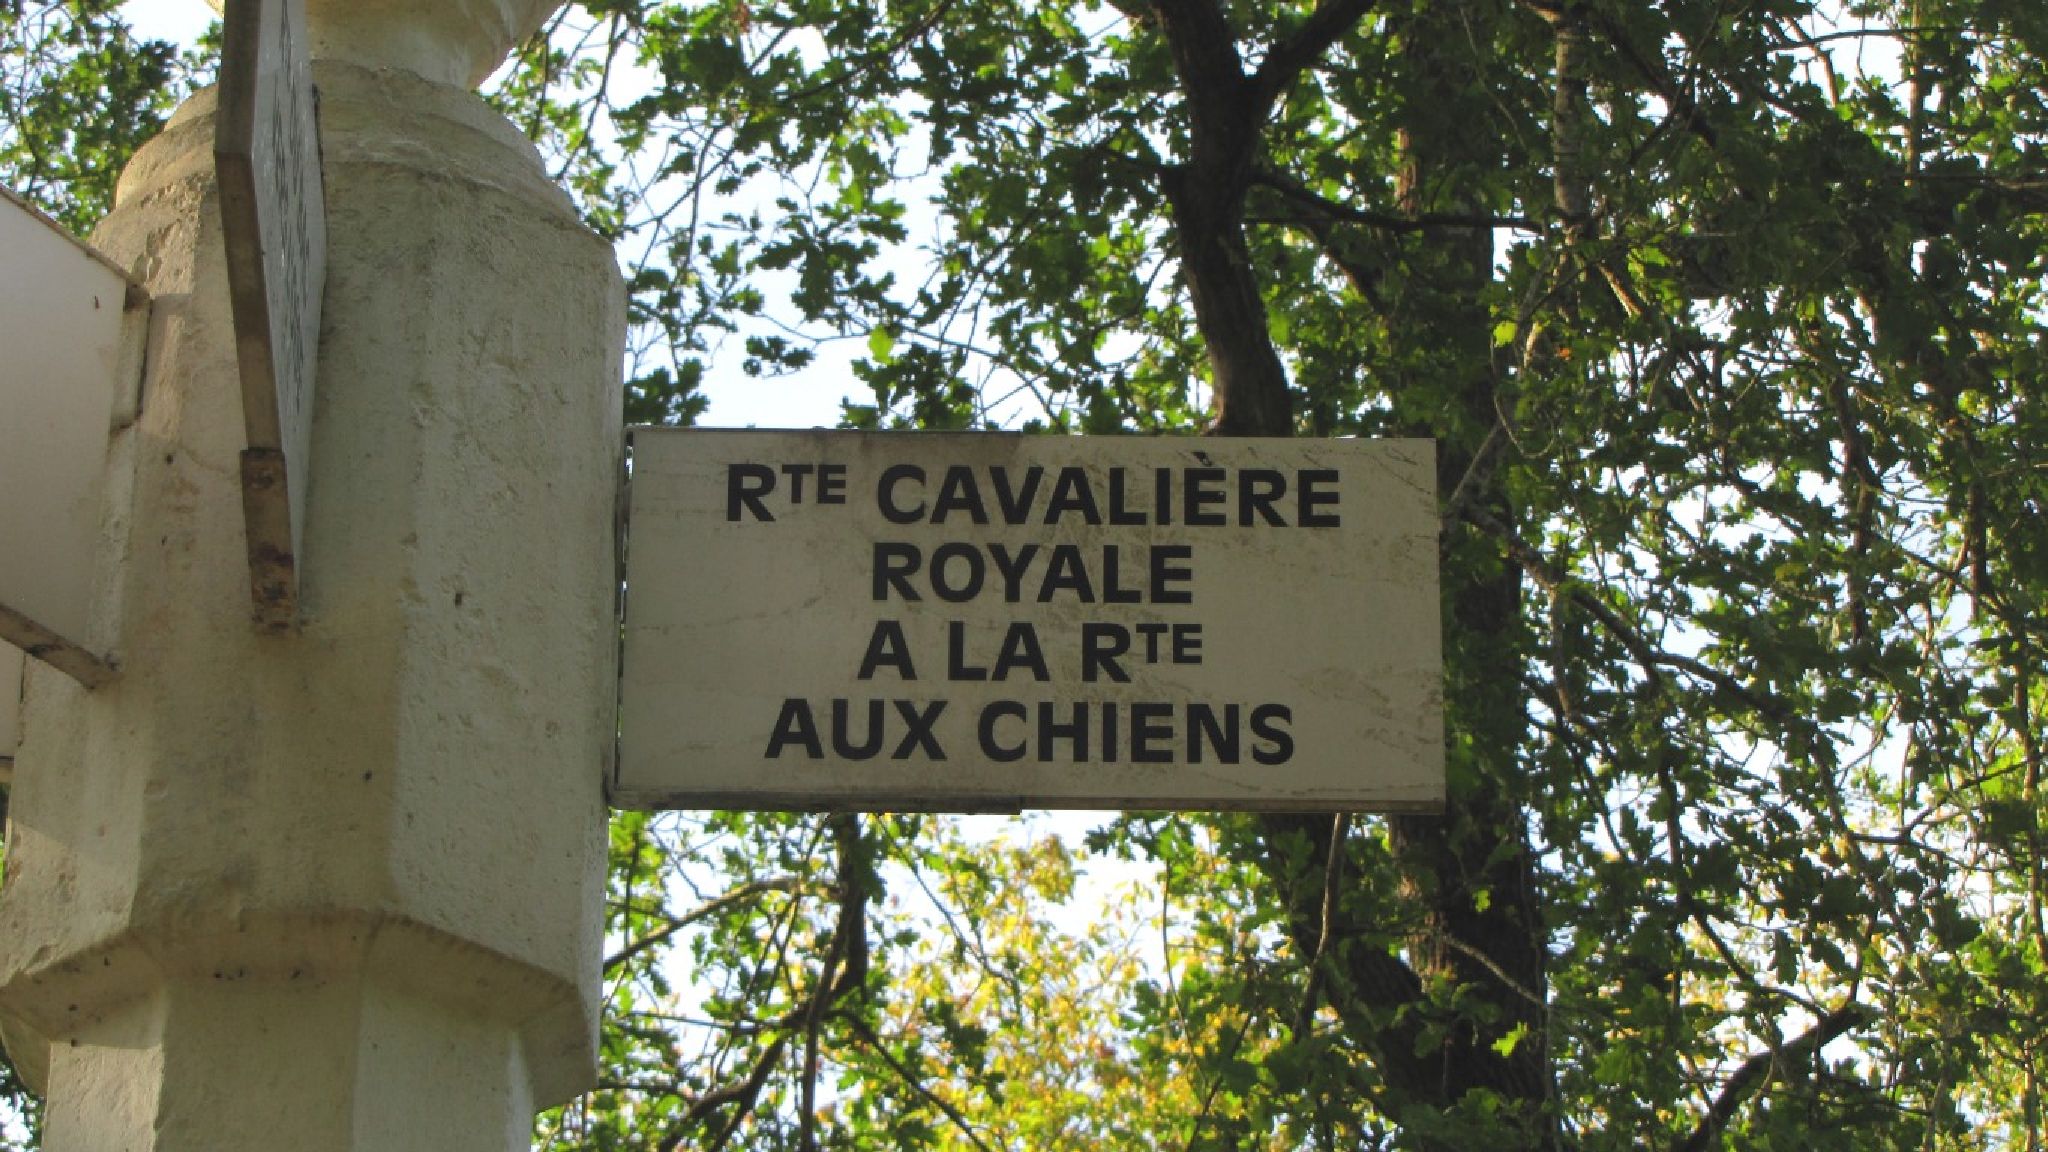 RTE CAVALIÈRE
ROYALE
A LA RTE
AUX CHIENS